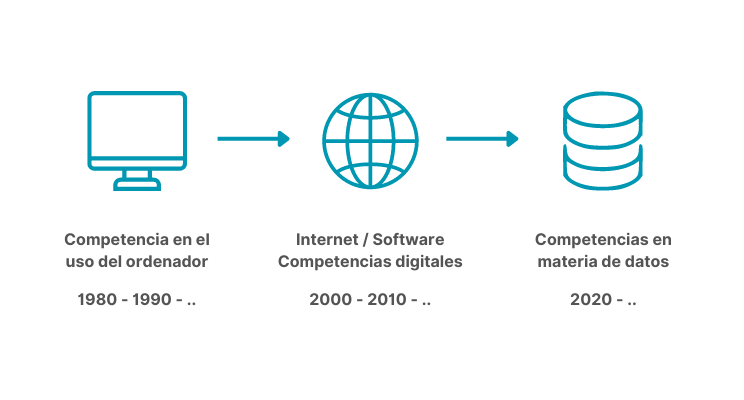 Competencia en el
uso del ordenador
1980 - 1990 - ..
Internet / Software
Competencias digitales
2000 - 2010 - ..
Competencias en
materia de datos
2020 - ..